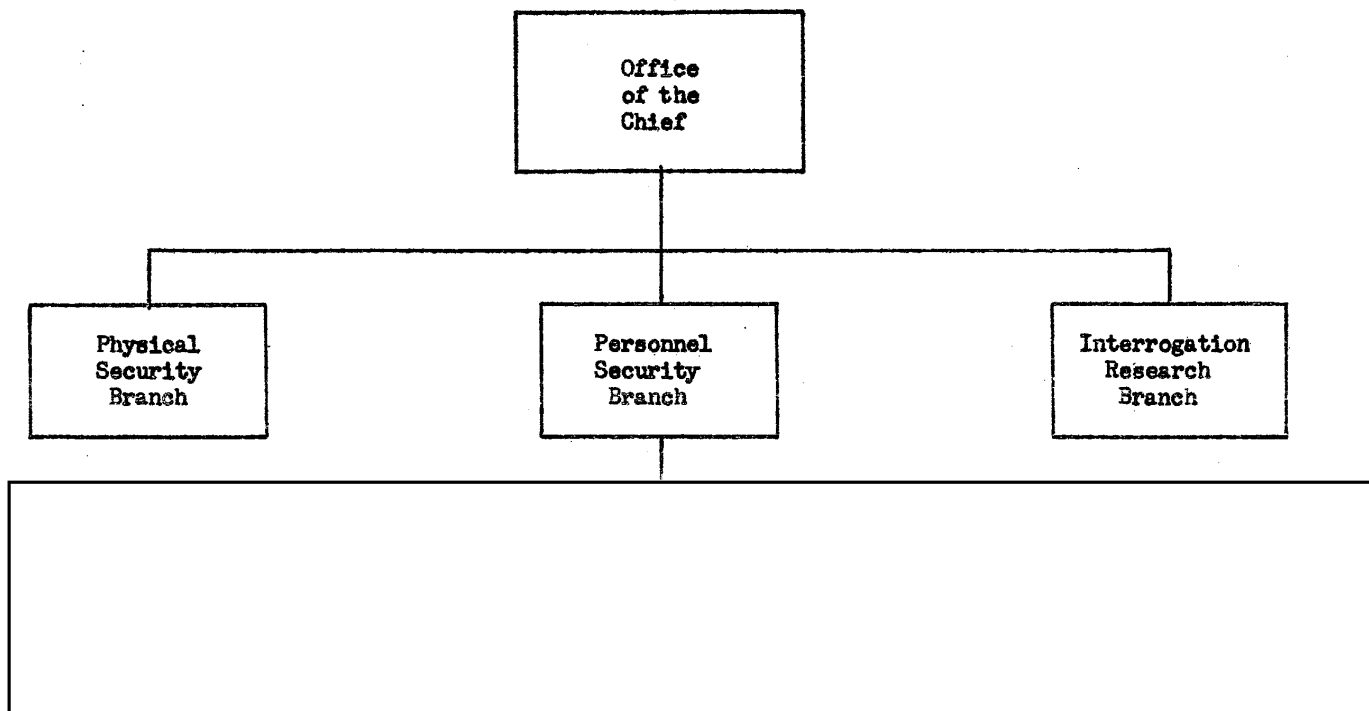 Office
of the
Chief
Physical
Security
Branch
Personnel
Security
Branch
Interrogation
Research
Branch